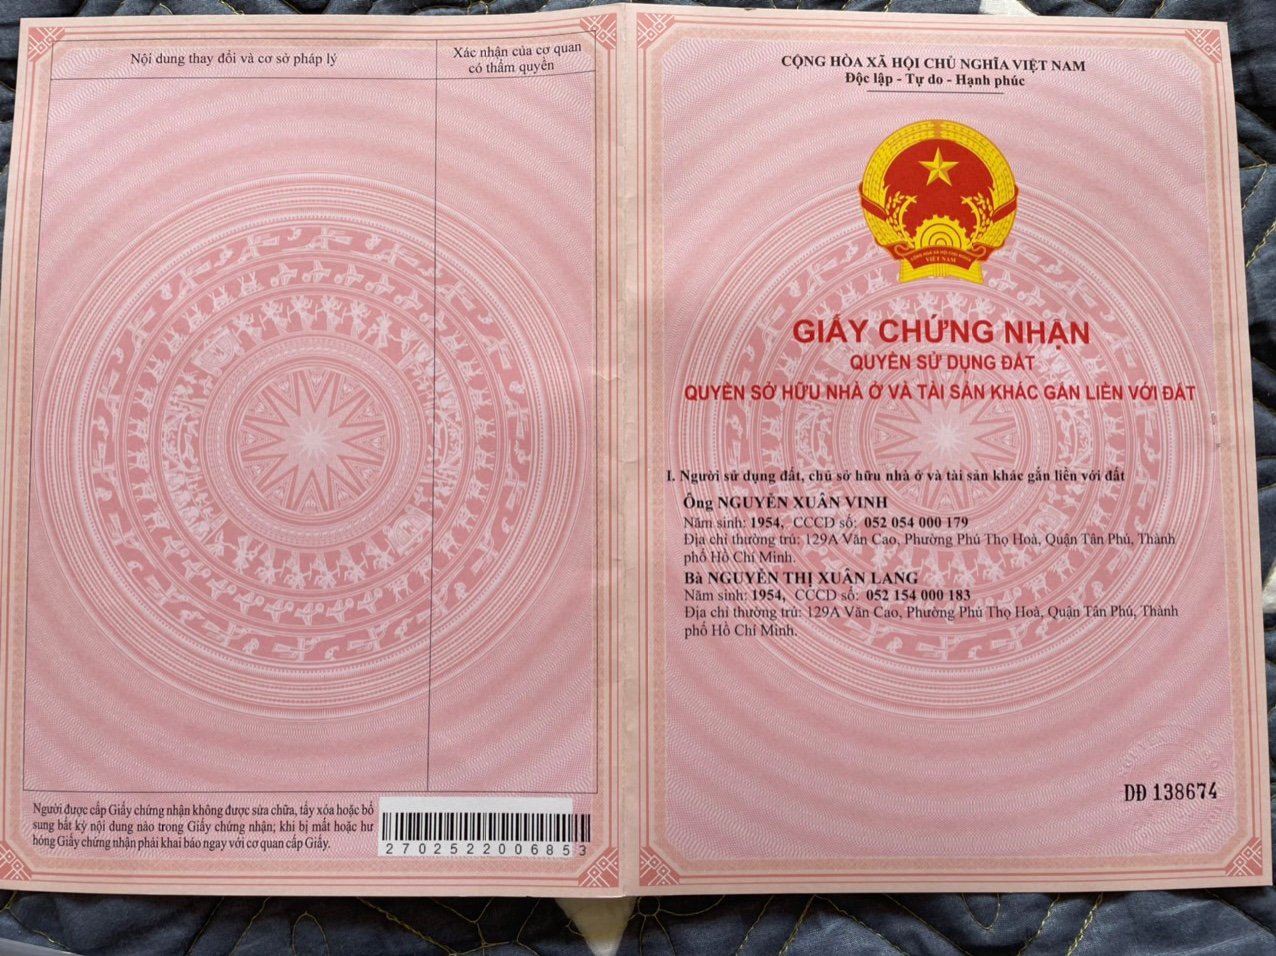 Nội dung thay đổi và cơ sở pháp lý
Xác nhận của cơ quan
có thẩm quyền
Người được cấp Giấy chứng nhận không được sửa chữa, tẩy xóa hoặc bổ
sung bất kỳ nội dung nào trong Giấy chứng nhận; khi bị mất hoặc hư
hỏng Giấy chứng nhận phải khai báo ngay với cơ quan cấp Giấy.
2702522006853
CỘNG HÒA XÃ HỘI CHỦ NGHĨA VIỆT NAM
Độc lập - Tự do - Hạnh phúc
VIỆT NAM
GIẤY CHỨNG NHẬN
QUYỀN SỬ DỤNG ĐẤT
QUYỀN SỞ HỮU NHÀ Ở VÀ TÀI SẢN KHÁC GẮN LIỀN VỚI ĐẤT
I. Người sử dụng đất, chủ sở hữu nhà ở và tài sản khác gắn liền với đất
Ông NGUYỄN XUÂN VINH
Năm sinh: 1954, CCCD số: 052 054 000 179
Địa chỉ thường trú: 129A Văn Cao, Phường Phú Thọ Hoà, Quận Tân Phú, Thành
phố Hồ Chí Minh.
Bà NGUYỄN THỊ XUÂN LANG
Năm sinh: 1954, CCCD số: 052 154 000 183
Địa chỉ thường trú: 129A Văn Cao, Phường Phú Thọ Hoà, Quận Tân Phú, Thành
phố Hồ Chí Minh.
DĐ 138674